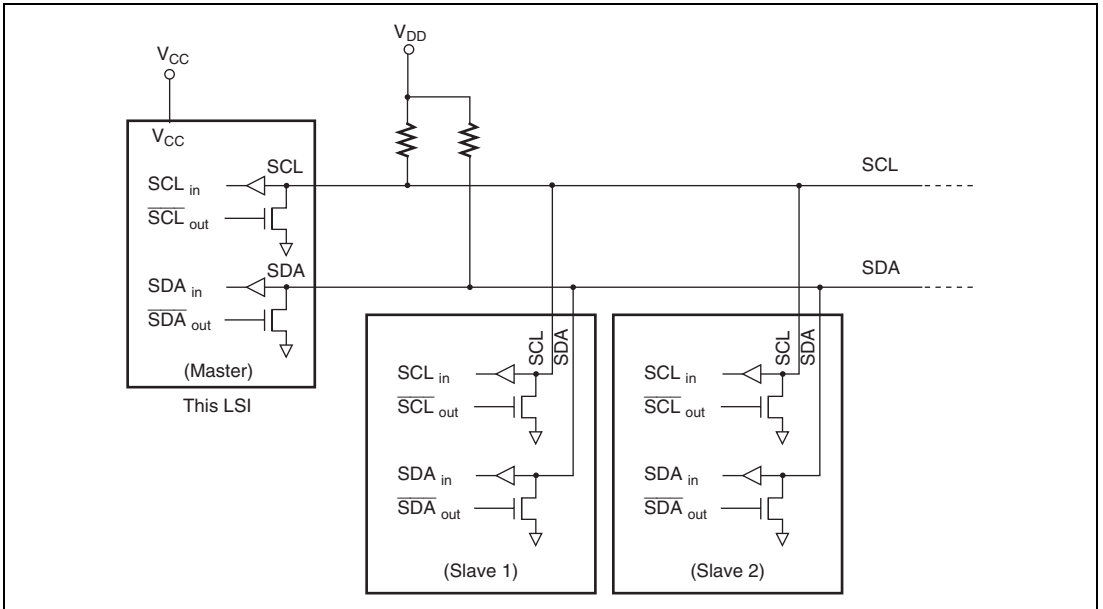 VCC
VDD
VCC
SCL
SCL in
SCL out
SDA
SDA in
SDA out
(Master)
This LSI
SCL
SDA
SCL
SDA
SCL in
SCL out
SDA in
SDA out
(Slave 1)
SCL
SDA
SCL in
SCL out
SDA in
SDA out
(Slave 2)